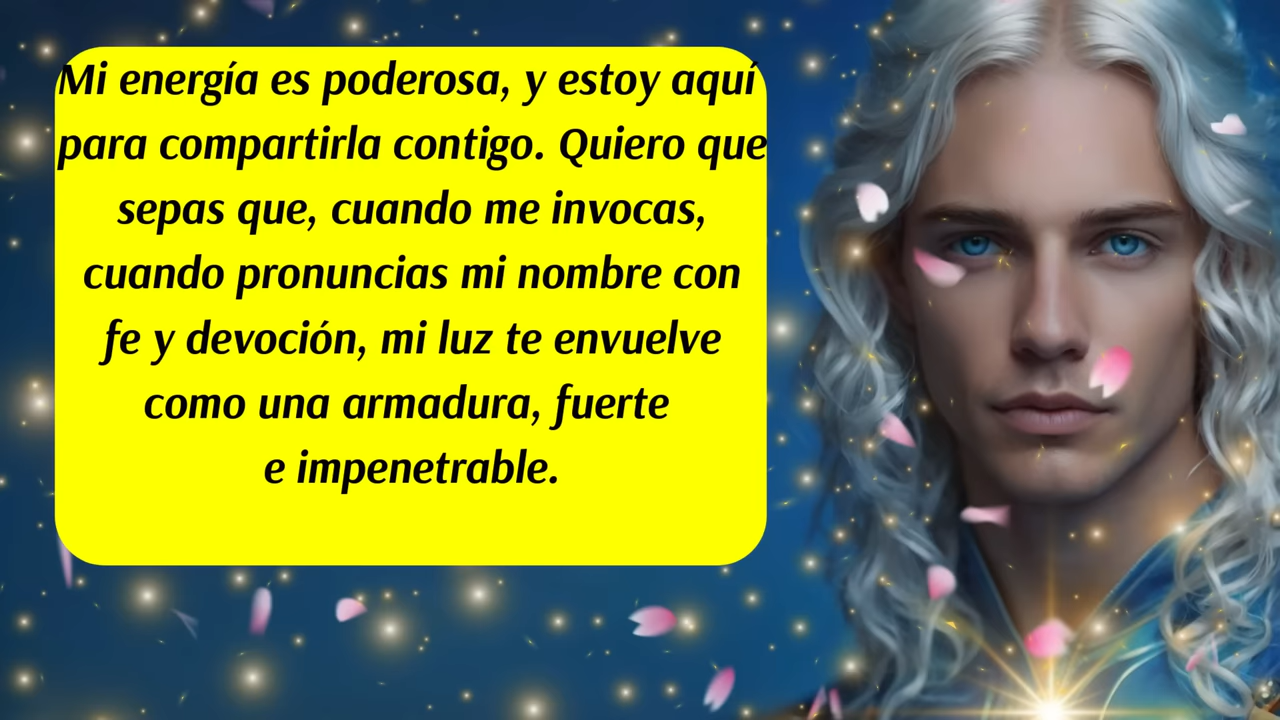 Mi energía es poderosa, y estoy aquí
para compartirla contigo. Quiero que
sepas que, cuando me invocas,
cuando pronuncias mi nombre con
fe y devoción, mi luz te envuelve
como una armadura, fuerte
e impenetrable.